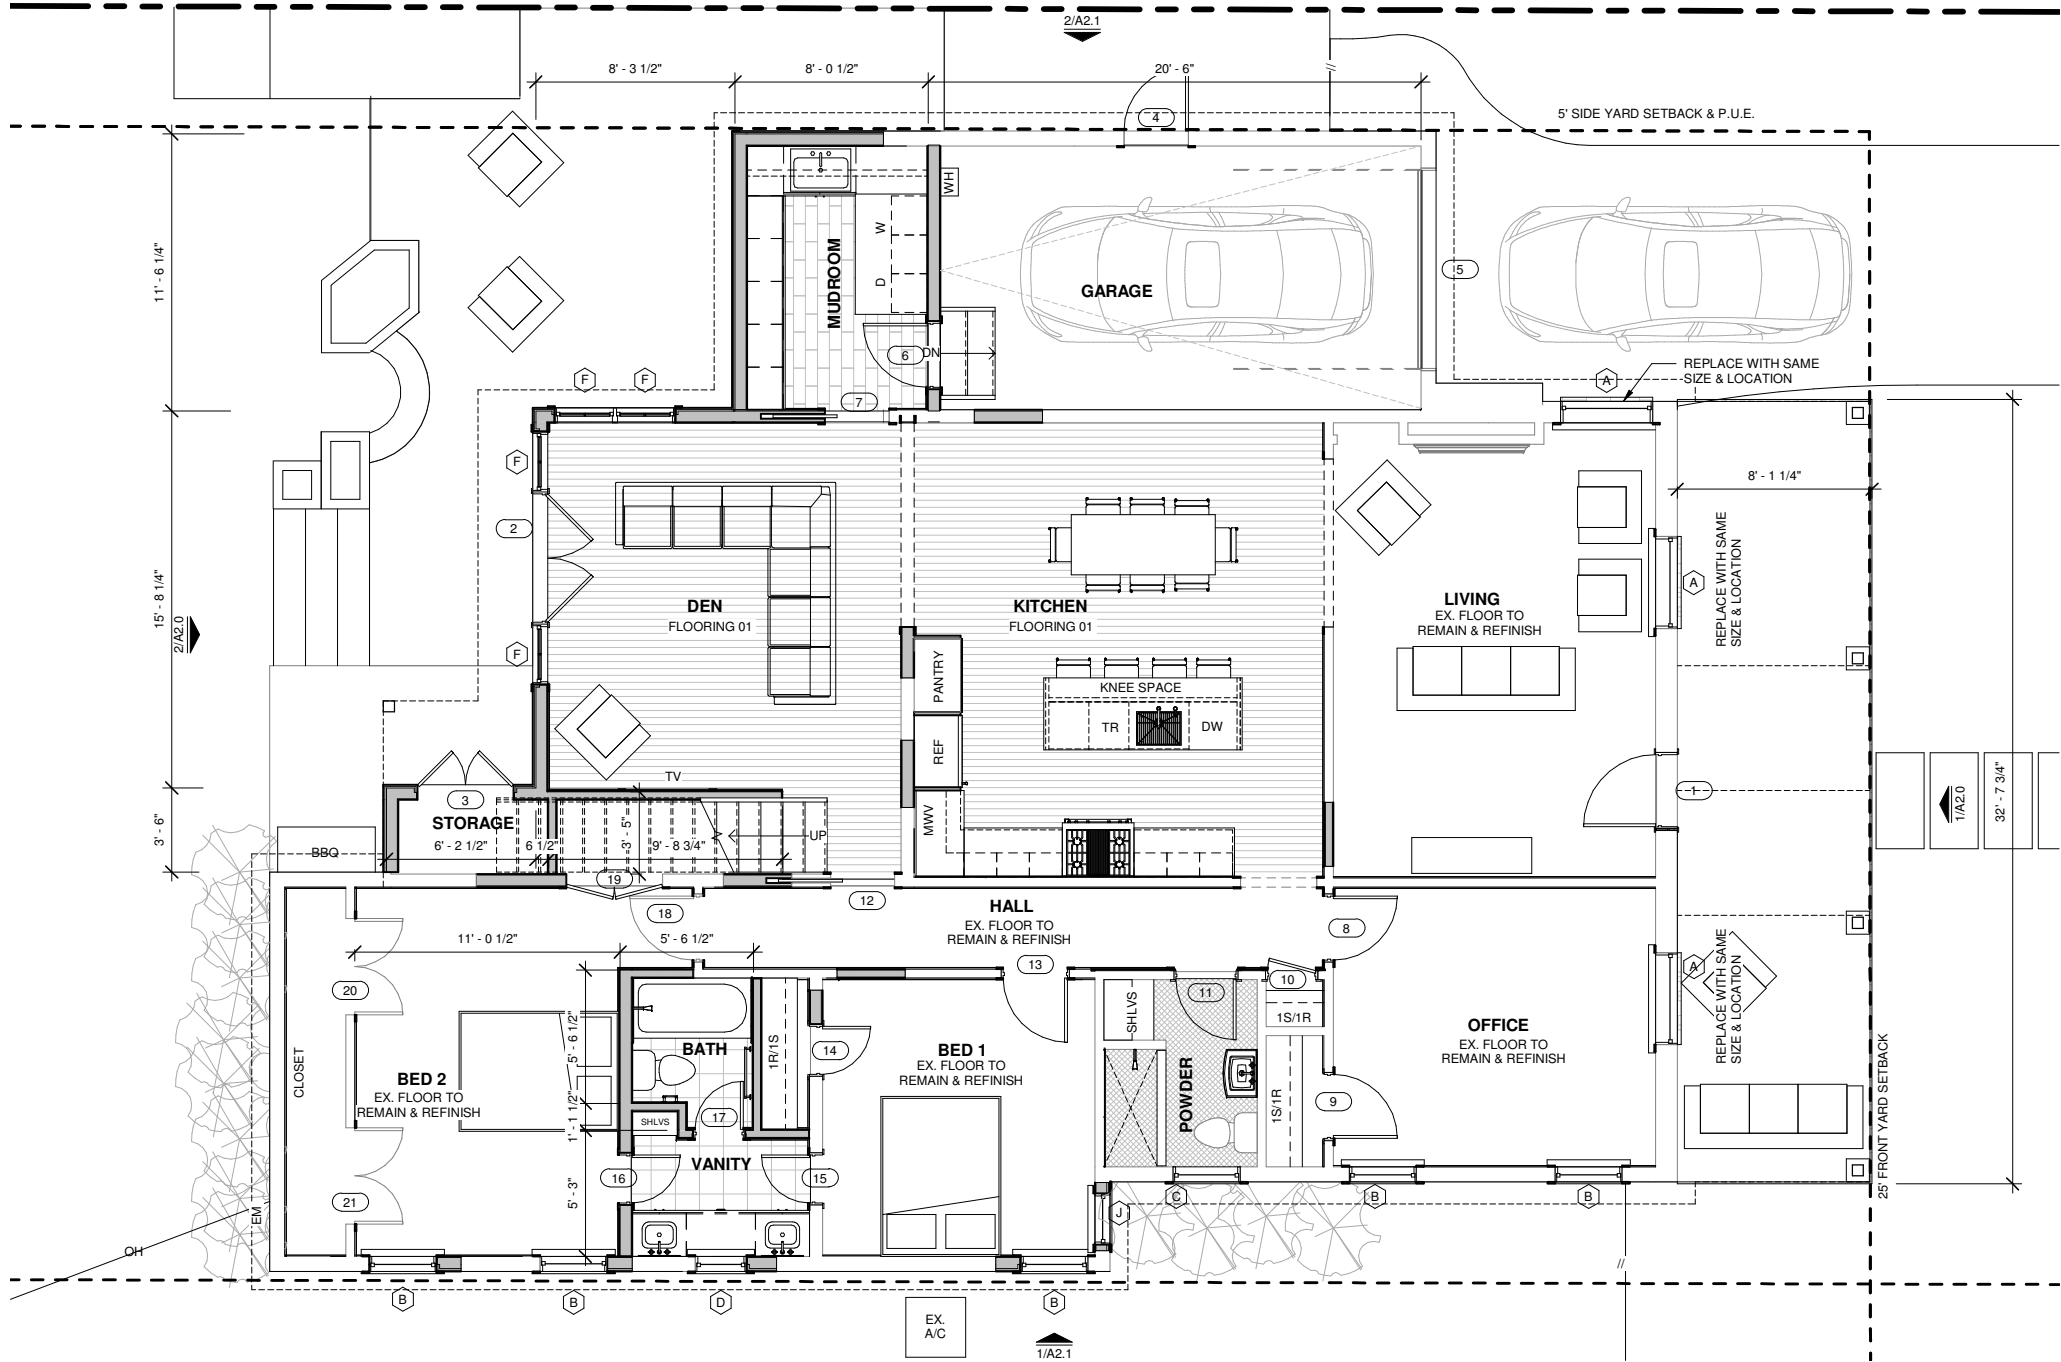 2/A2.1
8' - 3 1/2"
8' - 0 1/2"
20' - 6"
4
5' SIDE YARD SETBACK & P.U.E.
11' - 6 1/4"
MUDROOM
W
D
WH
GARAGE
5
6
DN
REPLACE WITH SAME
SIZE & LOCATION
F
F
A
7
F
2
8' - 1 1/4"
REPLACE WITH SAME
SIZE & LOCATION
A
15' - 8 1/4"
2/A2.0
DEN
FLOORING 01
KITCHEN
FLOORING 01
LIVING
EX. FLOOR TO
REMAIN & REFINISH
F
PANTRY
KNEE SPACE
TR
DW
REF
TV
1
1/A2.0
32' - 7 3/4"
3
STORAGE
3' - 6"
6' - 2 1/2"
6 1/2"
3' - 5"
9' - 8 3/4"
UP
MWV
BBQ
19
12
18
HALL
EX. FLOOR TO
REMAIN & REFINISH
8
11' - 0 1/2"
5' - 6 1/2"
13
10
A
REPLACE WITH SAME
SIZE & LOCATION
20
11
SHLVS
1S/1R
CLOSET
5' - 6 1/2"
BATH
1R/1S
14
BED 1
EX. FLOOR TO
REMAIN & REFINISH
OFFICE
EX. FLOOR TO
REMAIN & REFINISH
BED 2
EX. FLOOR TO
REMAIN & REFINISH
1' - 1 1/2"
SHLVS
17
POWDER
1S/1R
9
25' FRONT YARD SETBACK
VANITY
16
15
21
5' - 3"
EM
C
B
B
J
OH
B
B
D
B
EX.
A/C
1/A2.1